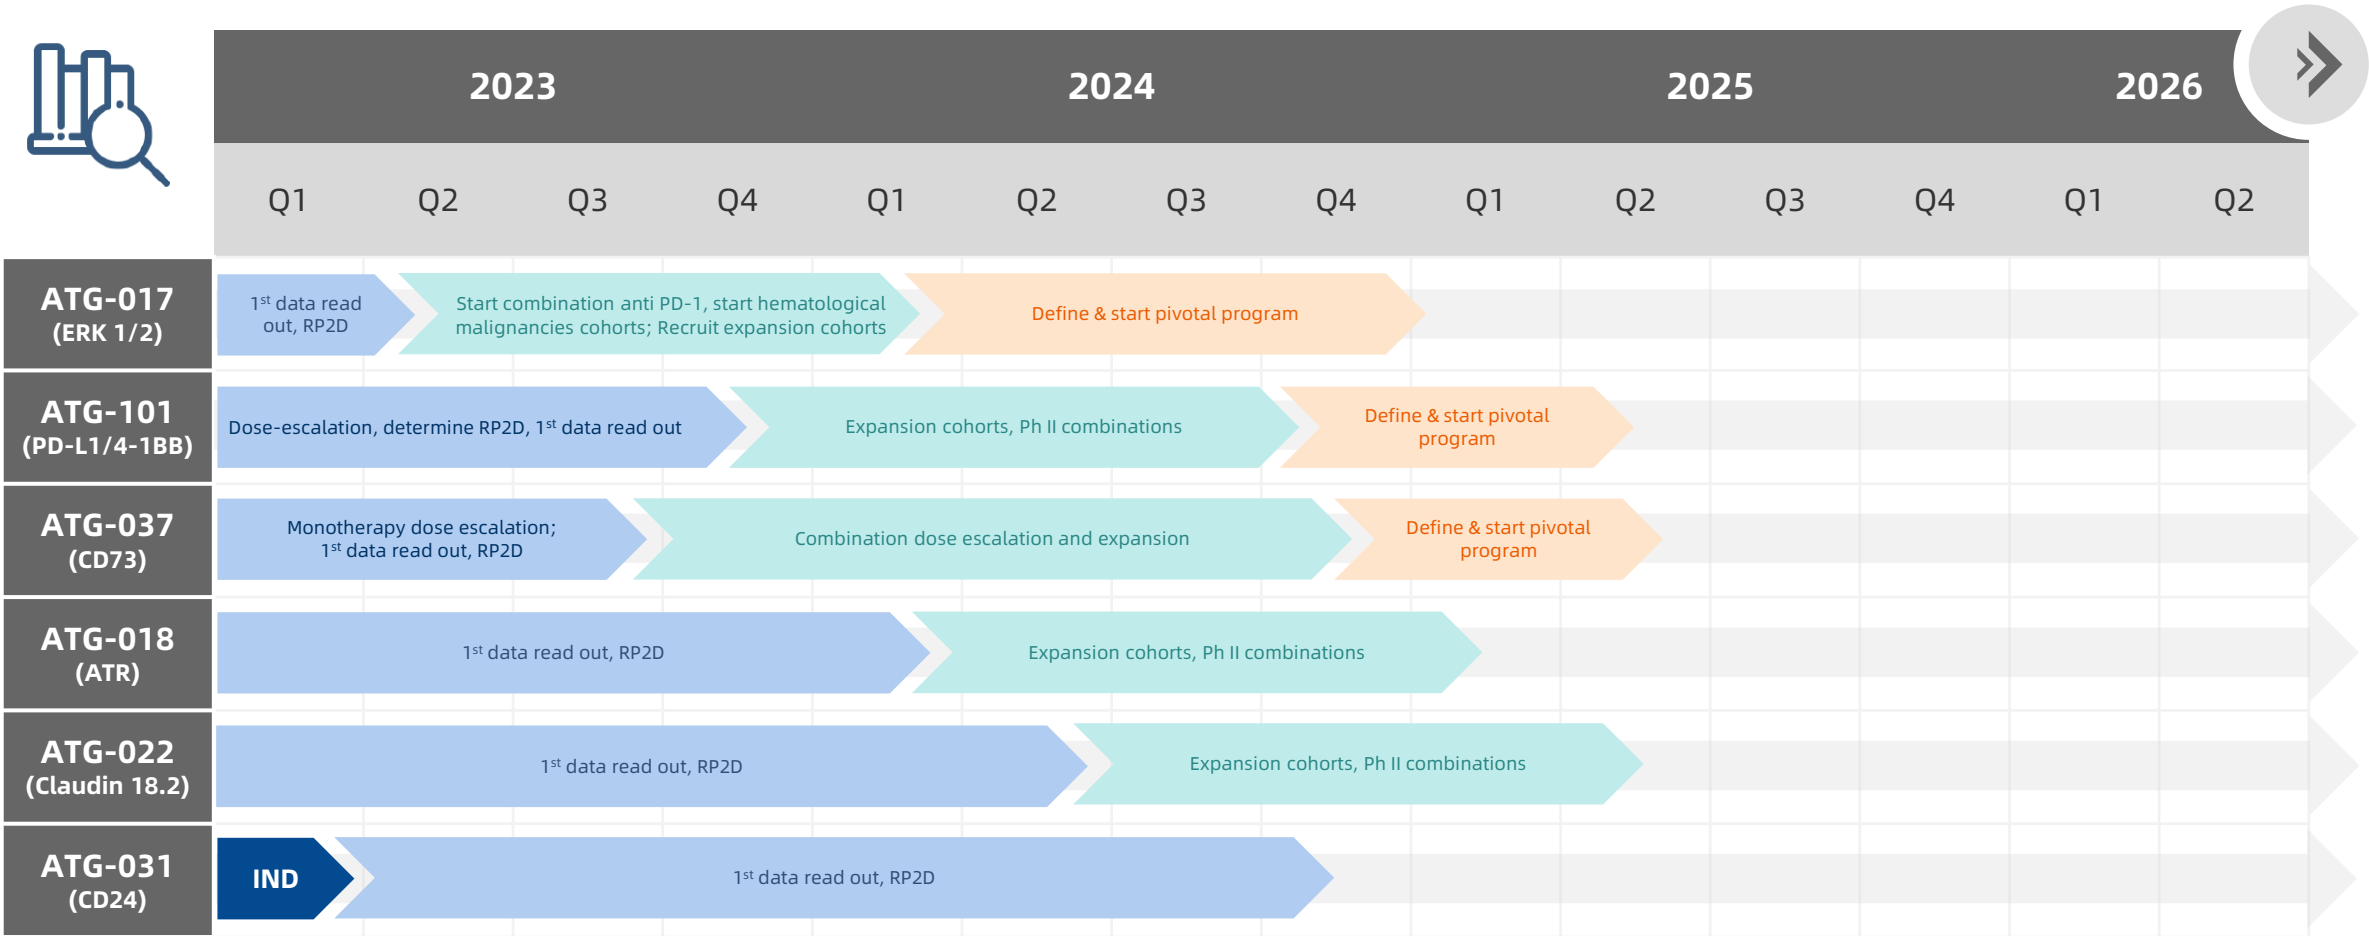 2023 2024 2025 2026
Q1 Q2 Q3 Q4 Q1 Q2 Q3 Q4 Q1 Q2 Q3 Q4 Q1 Q2
ATG-017
(ERK 1/2)
1st data read
out, RP2D
Start combination anti PD-1, start hematological
malignancies cohorts; Recruit expansion cohorts
Define & start pivotal program
ATG-101
(PD-L1/4-1BB)
Dose-escalation, determine RP2D, 1st data read out
Expansion cohorts, Ph II combinations
Define & start pivotal
program
ATG-037
(CD73)
Monotherapy dose escalation;
1st data read out, RP2D
Combination dose escalation and expansion
Define & start pivotal
program
ATG-018
(ATR)
1st data read out, RP2D
Expansion cohorts, Ph II combinations
ATG-022
(Claudin 18.2)
1st data read out, RP2D
Expansion cohorts, Ph II combinations
ATG-031
(CD24)
IND
1st data read out, RP2D